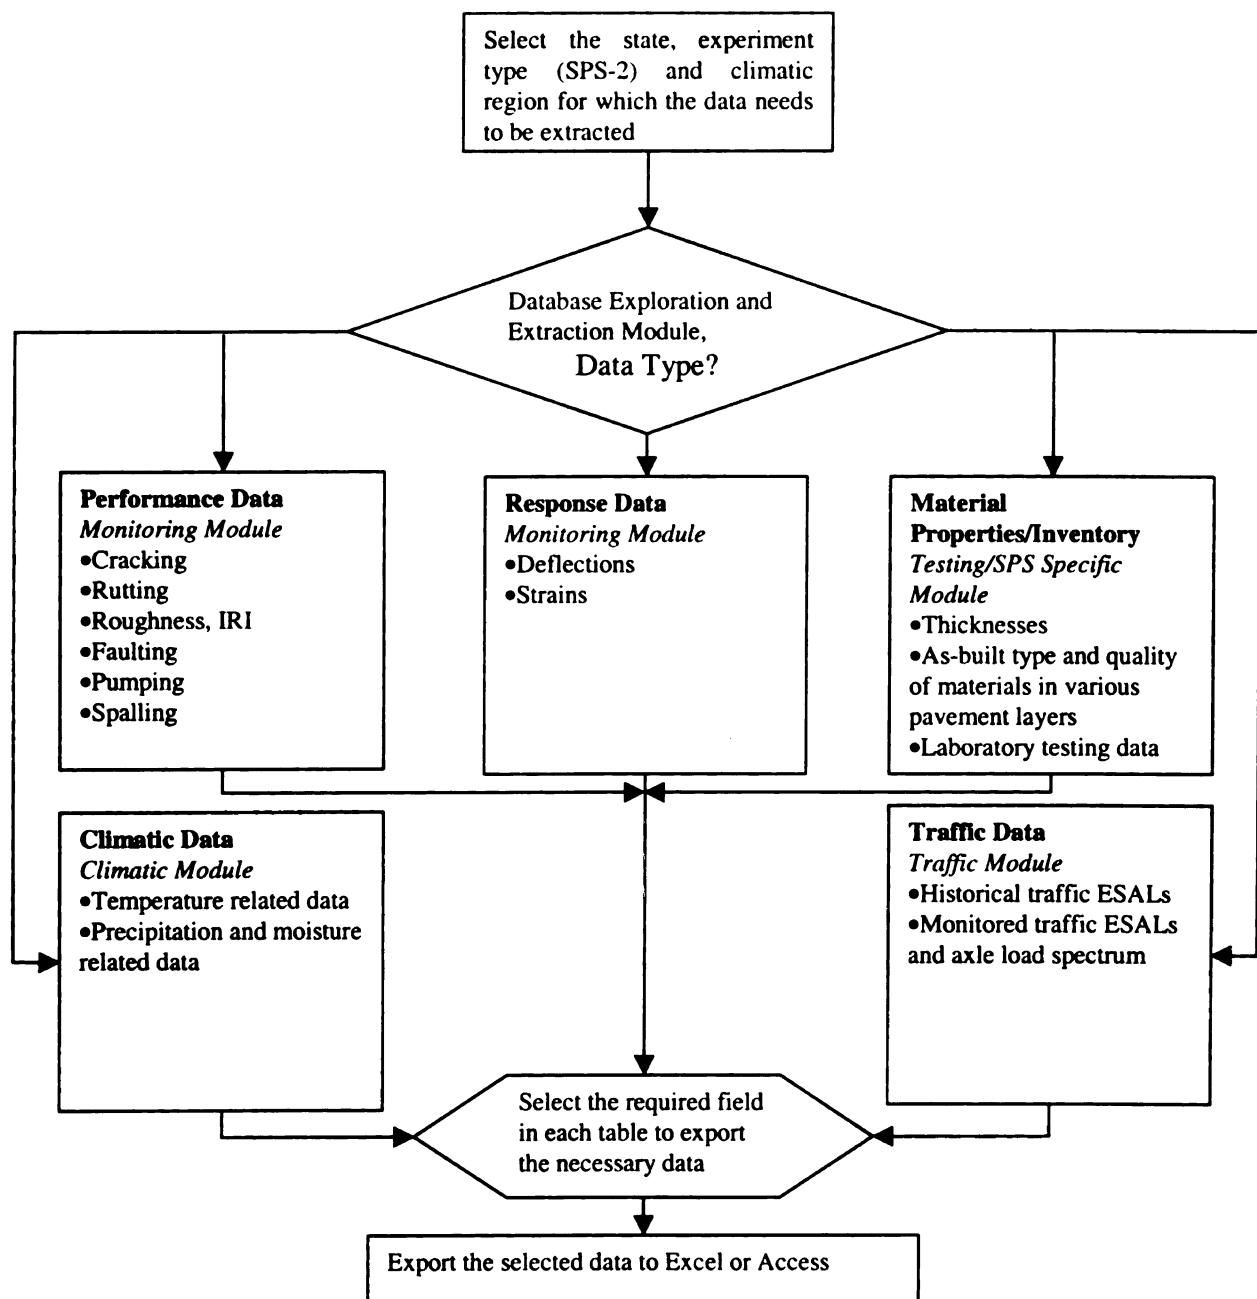 Select the state, experiment
type (SPS-2) and climatic
region for which the data needs
to be extracted
Database Exploration and
Extraction Module,
Data Type?
Performance Data
Monitoring Module
•Cracking
•Rutting
•Roughness, IRI
•Faulting
•Pumping
•Spalling
Response Data
Monitoring Module
•Deflections
•Strains
Material
Properties/Inventory
Testing/SPS Specific
Module
•Thicknesses
•As-built type and quality
of materials in various
pavement layers
•Laboratory testing data
Climatic Data
Climatic Module
•Temperature related data
•Precipitation and moisture
related data
Traffic Data
Traffic Module
•Historical traffic ESALs
•Monitored traffic ESALs
and axle load spectrum
Select the required field
in each table to export
the necessary data
Export the selected data to Excel or Access